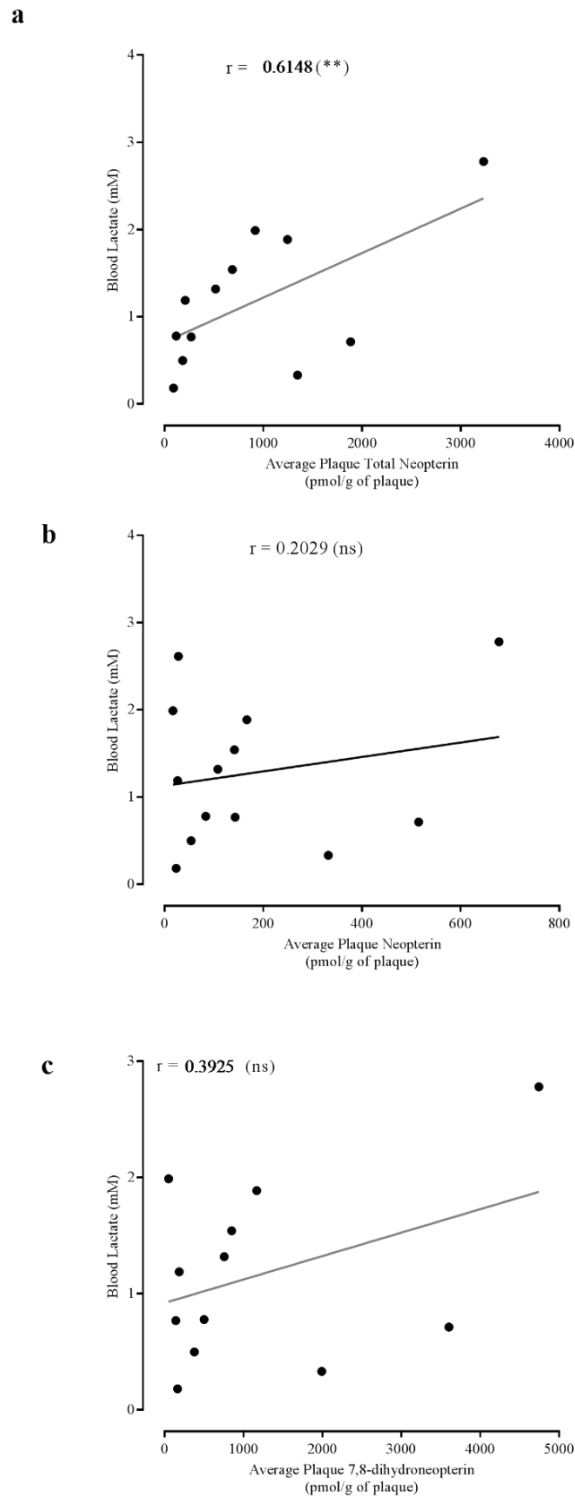 a
r = 0.6148 (**)
4
3
2
1
0
Blood Lactate (mM)
0 1000 2000 3000 4000
Average Plaque Total Neopterin
(pmol/g of plaque)
b
r = 0.2029 (ns)
4
3
2
1
0
Blood Lactate (mM)
0 200 400 600 800
Average Plaque Neopterin
(pmol/g of plaque)
c
r = 0.3925 (ns)
3
2
1
0
Blood Lactate (mM)
0 1000 2000 3000 4000 5000
Average Plaque 7,8-dihydroneopterin
(pmol/g of plaque)